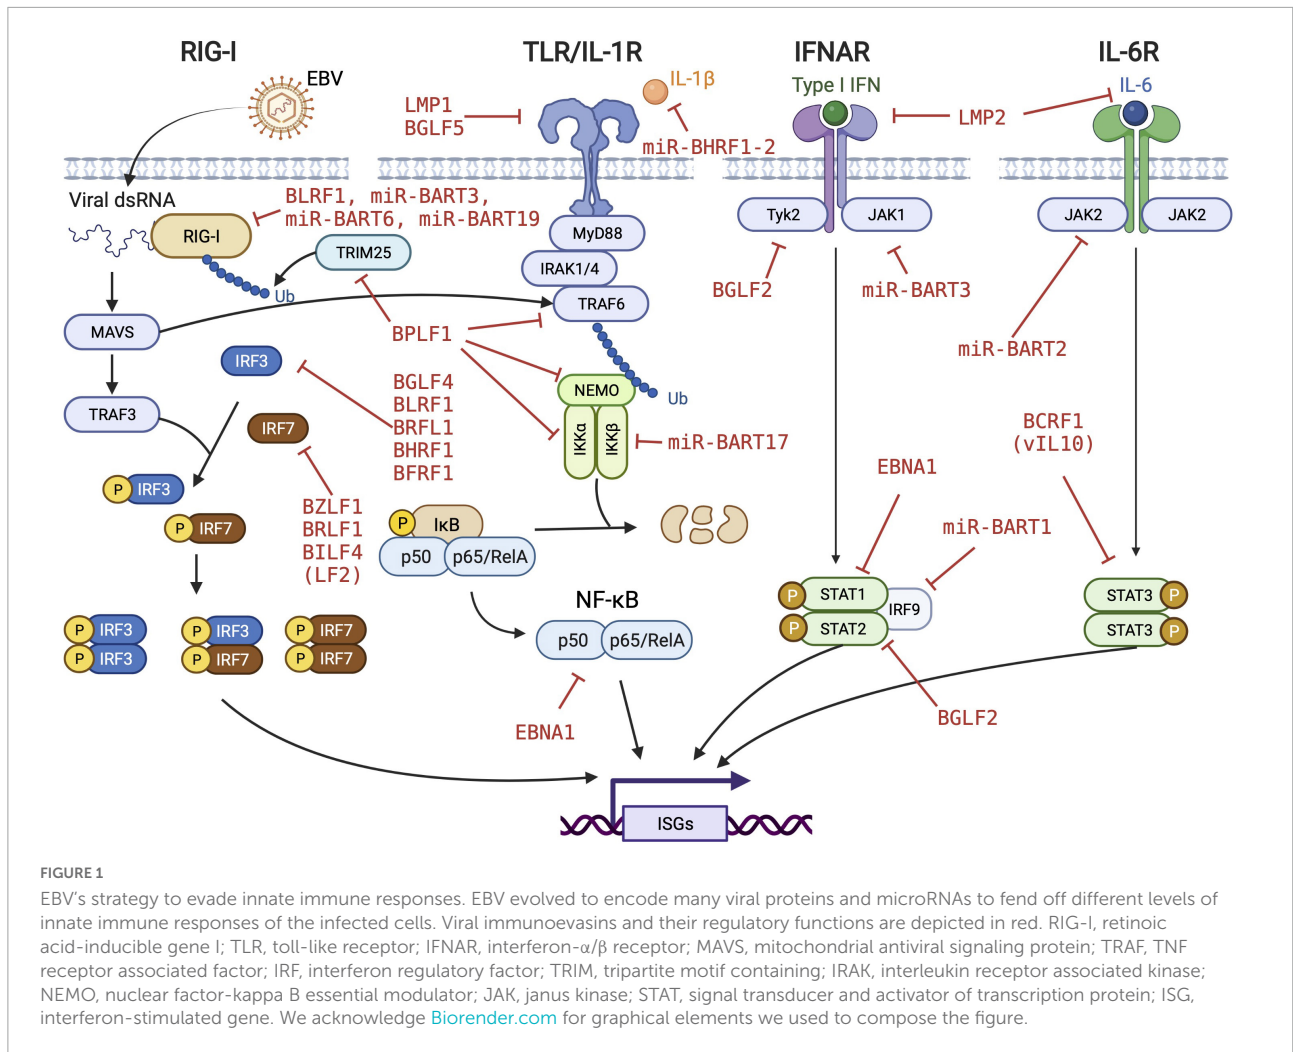 RIG-I
TLR/IL-1R
IFNAR
IL-6R
EBV
IL-1β
Type I IFN
IL-6
LMP1
BGLF5
LMP2
miR-BHRF1-2
Viral dsRNA
BLRF1, miR-BART3,
miR-BART6, miR-BART19
RIG-I
TRIM25
Ub
MyD88
IRAK1/4
TRAF6
Tyk2
JAK1
JAK2
JAK2
BGLF2
miR-BART3
miR-BART2
MAVS
BPLF1
IRF3
TRAF3
IRF7
BGLF4
BLRF1
BRFL1
BHRF1
BFRF1
NEMO
Ub
IKKα
IKKβ
miR-BART17
BCRF1
(vIL10)
EBNA1
miR-BART1
P
IRF3
P
IRF7
BZLF1
BRLF1
BILF4
(LF2)
P
IκB
p50
p65/RelA
NF-κB
p50
p65/RelA
P
STAT1
P
STAT2
IRF9
STAT3
P
STAT3
P
P
IRF3
P
IRF3
P
IRF3
P
IRF7
P
IRF7
P
IRF7
EBNA1
BGLF2
ISGs
FIGURE 1
EBV's strategy to evade innate immune responses. EBV evolved to encode many viral proteins and microRNAs to fend off different levels of
innate immune responses of the infected cells. Viral immunoevasins and their regulatory functions are depicted in red. RIG-I, retinoic
acid-inducible gene I; TLR, toll-like receptor; IFNAR, interferon-α/β receptor; MAVS, mitochondrial antiviral signaling protein; TRAF, TNF
receptor associated factor; IRF, interferon regulatory factor; TRIM, tripartite motif containing; IRAK, interleukin receptor associated kinase;
NEMO, nuclear factor-kappa B essential modulator; JAK, janus kinase; STAT, signal transducer and activator of transcription protein; ISG,
interferon-stimulated gene. We acknowledge Biorender.com for graphical elements we used to compose the figure.